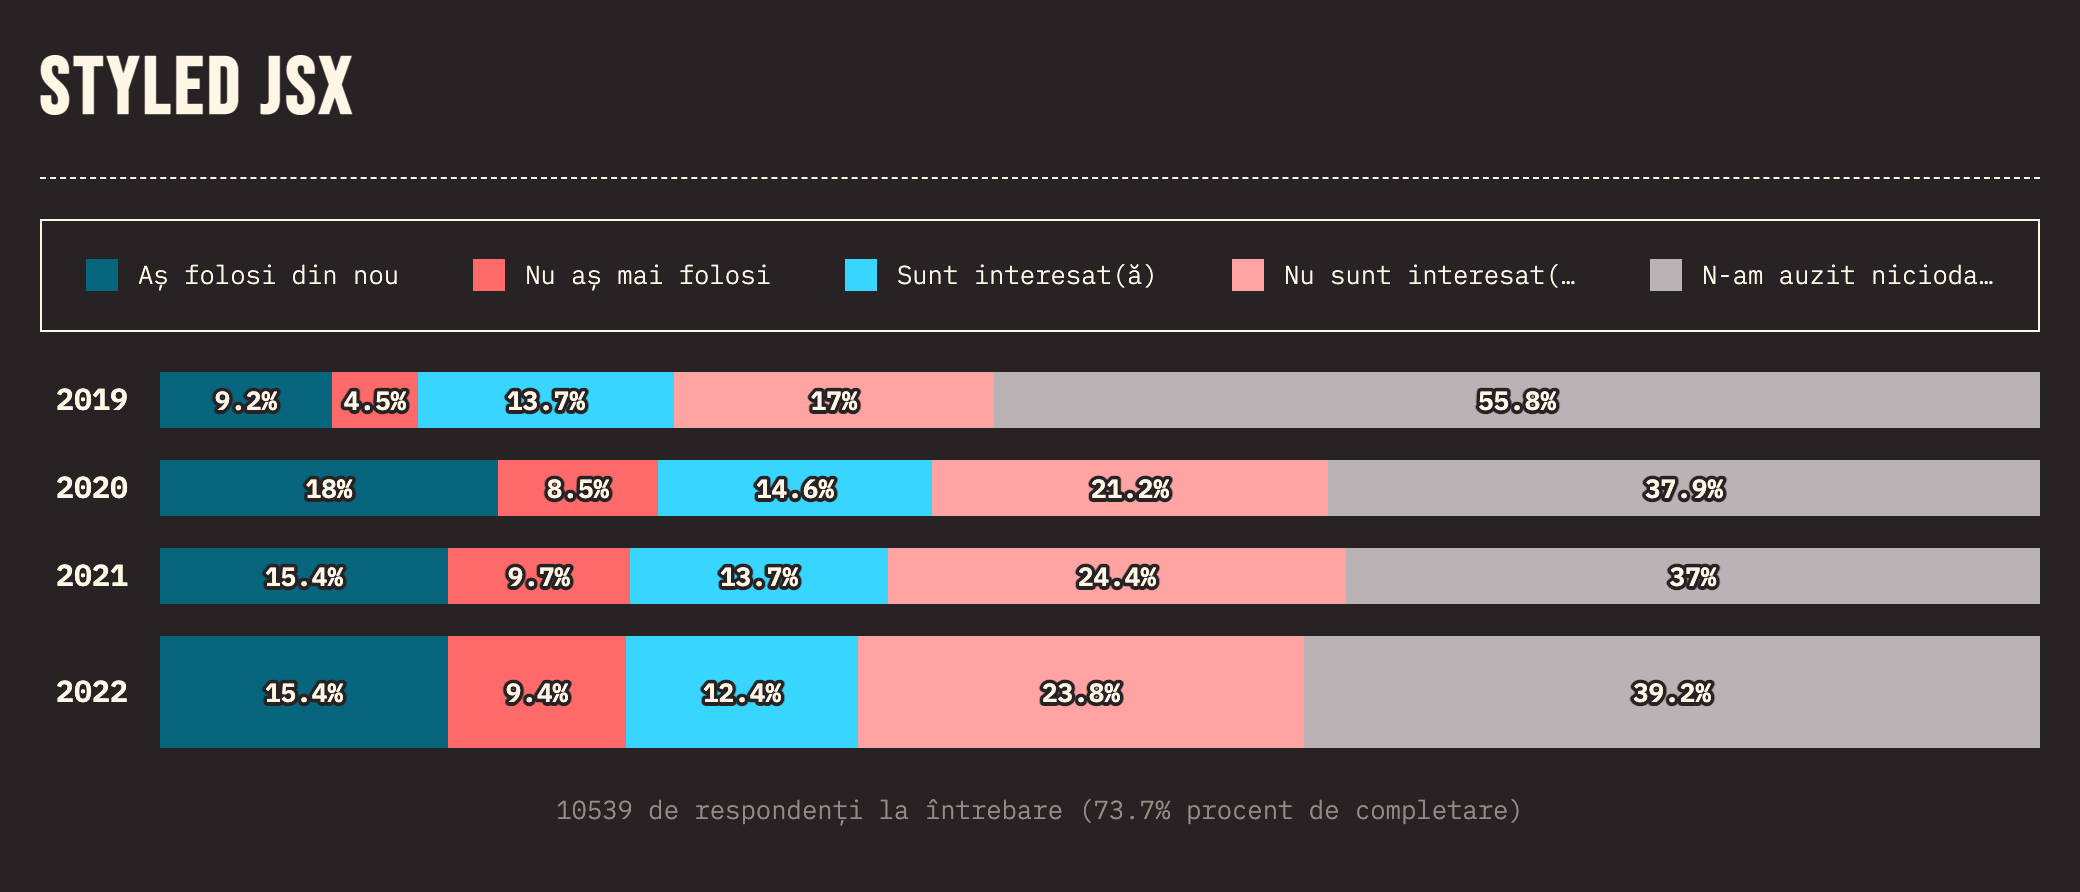 STYLED JSX
Aș folosi din nou Nu aș mai folosi Sunt interesat(ă) Nu sunt interesat(… N-am auzit nicioda…
2019 9.2% 4.5% 13.7% 17% 55.8%
2020 18% 8.5% 14.6% 21.2% 37.9%
2021 15.4% 9.7% 13.7% 24.4% 37%
2022 15.4% 9.4% 12.4% 23.8% 39.2%
10539 de respondenți la întrebare (73.7% procent de completare)